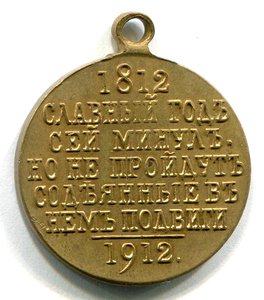 1812
СЛАВНЫЙ ГОДЪ
СЕЙ МИНУЛЪ,
НО НЕ ПРОЙДУТЪ
СОДѢЯННЫЕ ВЪ
НЕМЪ ПОДВИГИ
1912.